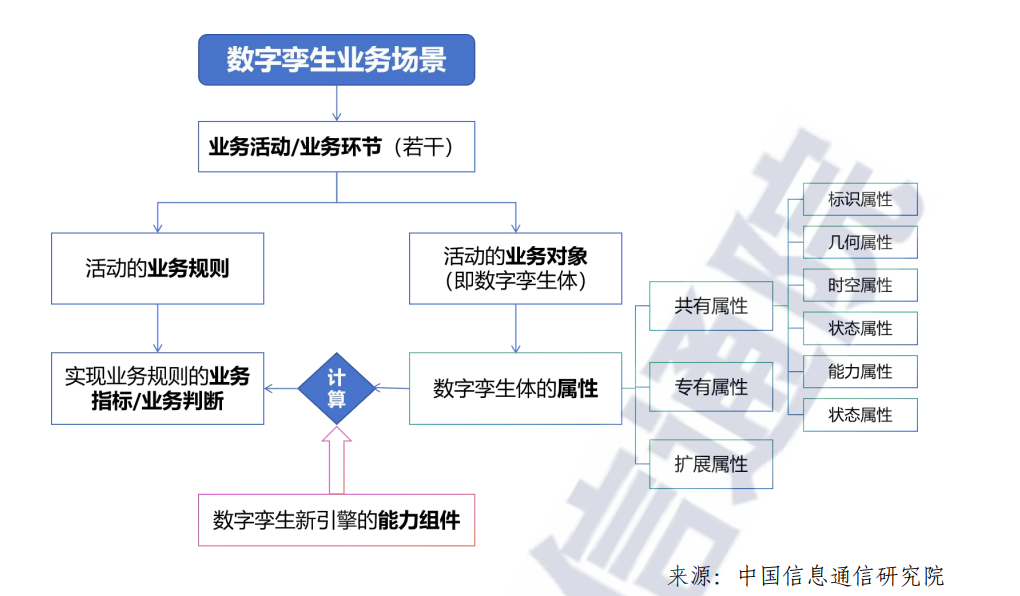 数字孪生业务场景
业务活动/业务环节（若干）
活动的业务规则
活动的业务对象
（即数字孪生体）
实现业务规则的业务
指标/业务判断
计
算
数字孪生体的属性
共有属性
专有属性
扩展属性
标识属性
几何属性
时空属性
状态属性
能力属性
状态属性
数字孪生新引擎的能力组件
信通院
来源：中国信息通信研究院